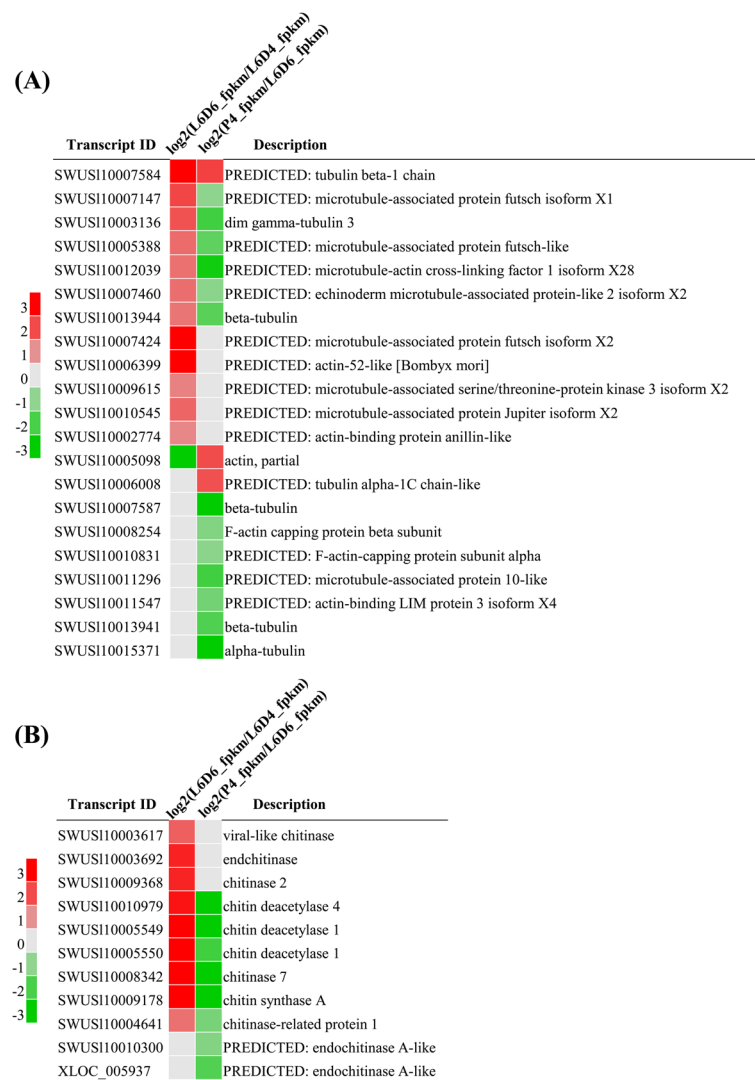 (A)
log2(L6D6_fpkm/L6D4_fpkm)
log2(P4_fpkm/L6D6_fpkm)
Transcript ID Description
SWUSl10007584 PREDICTED: tubulin beta-1 chain
SWUSl10007147 PREDICTED: microtubule-associated protein futsch isoform X1
SWUSl10003136 dim gamma-tubulin 3
SWUSl10005388 PREDICTED: microtubule-associated protein futsch-like
SWUSl10012039 PREDICTED: microtubule-actin cross-linking factor 1 isoform X28
SWUSl10007460 PREDICTED: echinoderm microtubule-associated protein-like 2 isoform X2
SWUSl10013944 beta-tubulin
SWUSl10007424 PREDICTED: microtubule-associated protein futsch isoform X2
SWUSl10006399 PREDICTED: actin-52-like [Bombyx mori]
SWUSl10009615 PREDICTED: microtubule-associated serine/threonine-protein kinase 3 isoform X2
SWUSl10010545 PREDICTED: microtubule-associated protein Jupiter isoform X2
SWUSl10002774 PREDICTED: actin-binding protein anillin-like
SWUSl10005098 actin, partial
SWUSl10006008 PREDICTED: tubulin alpha-1C chain-like
SWUSl10007587 beta-tubulin
SWUSl10008254 F-actin capping protein beta subunit
SWUSl10010831 PREDICTED: F-actin-capping protein subunit alpha
SWUSl10011296 PREDICTED: microtubule-associated protein 10-like
SWUSl10011547 PREDICTED: actin-binding LIM protein 3 isoform X4
SWUSl10013941 beta-tubulin
SWUSl10015371 alpha-tubulin
3
2
1
0
-1
-2
-3
(B)
log2(L6D6_fpkm/L6D4_fpkm)
log2(P4_fpkm/L6D6_fpkm)
Transcript ID Description
SWUSl10003617 viral-like chitinase
SWUSl10003692 endchitinase
SWUSl10009368 chitinase 2
SWUSl10010979 chitin deacetylase 4
SWUSl10005549 chitin deacetylase 1
SWUSl10005550 chitin deacetylase 1
SWUSl10008342 chitinase 7
SWUSl10009178 chitin synthase A
SWUSl10004641 chitinase-related protein 1
SWUSl10010300 PREDICTED: endochitinase A-like
XLOC_005937 PREDICTED: endochitinase A-like
3
2
1
0
-1
-2
-3